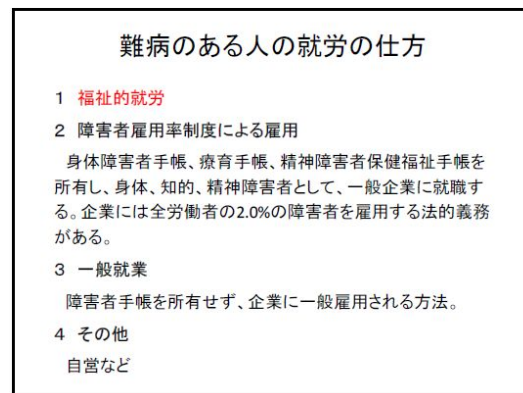 難病のある人の就労の仕方
1 福祉的就労
2 障害者雇用率制度による雇用
身体障害者手帳、療育手帳、精神障害者保健福祉手帳を
所有し、身体、知的、精神障害者として、一般企業に就職す
る。企業には全労働者の2.0%の障害者を雇用する法的義務
がある。
3 一般就業
障害者手帳を所有せず、企業に一般雇用される方法。
4 その他
自営など